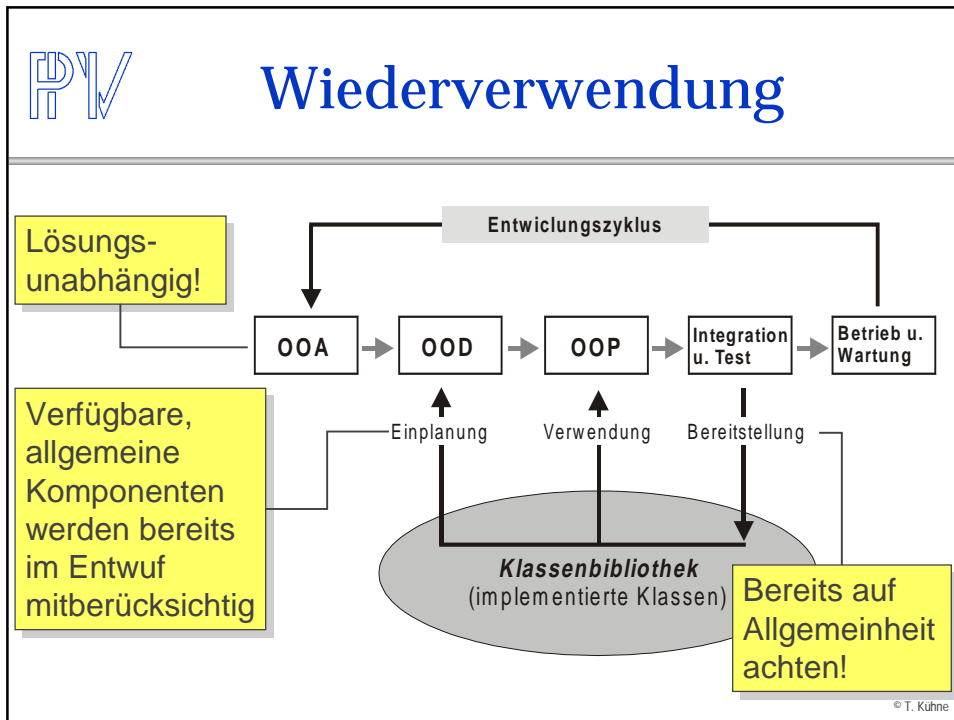 PPV
Wiederverwendung
Entwiclungszyklus
Lösungs-
unabhängig!
OOA
OOD
OOP
Integration
u. Test
Betrieb u.
Wartung
Verfügbare,
allgemeine
Komponenten
werden bereits
im Entwuf
mitberücksichtig
Einplanung
Verwendung
Bereitstellung
Klassenbibliothek
(implementierte Klassen)
Bereits auf
Allgemeinheit
achten!
© T. Kühne